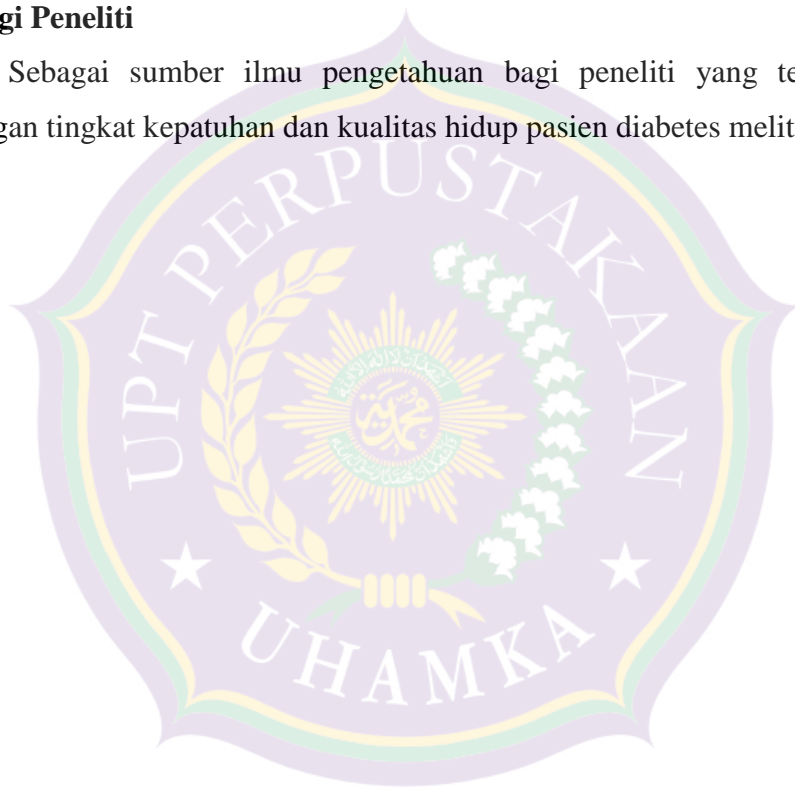 gi Peneliti
Sebagai sumber ilmu pengetahuan bagi peneliti yang te
gan tingkat kepatuhan dan kualitas hidup pasien diabetes melit
UPT PERPUSTAKAAN
محمدية
UHAMKA